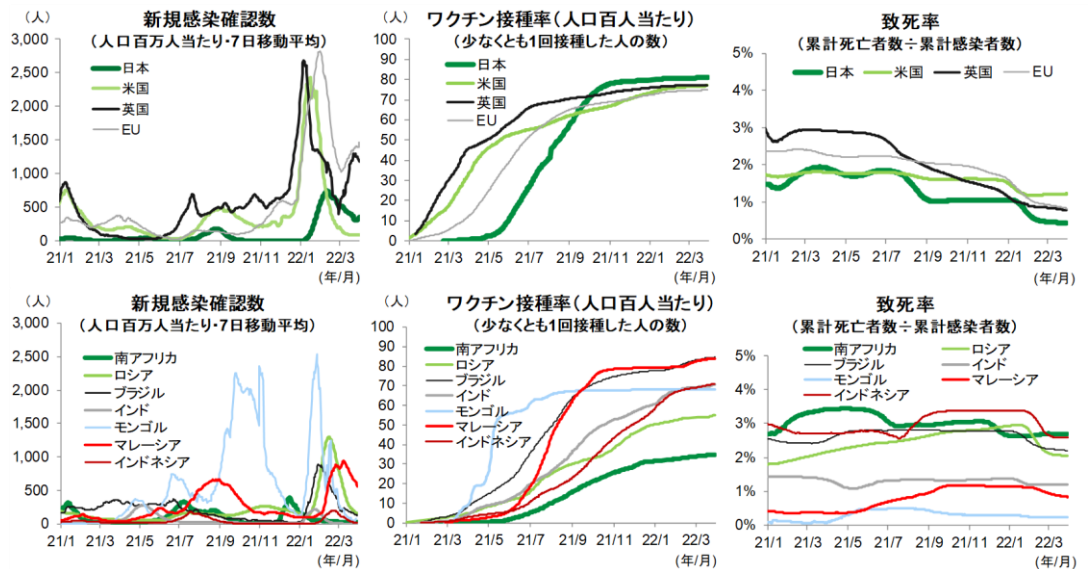 （人）
新規感染確認数
（人口百万人当たり・7日移動平均）
3,000
2,500
2,000
1,500
1,000
500
0
日本
米国
英国
EU
21/1 21/3 21/5 21/7 21/9 21/11 22/1 22/3
（年/月）
（人）
ワクチン接種率（人口百人当たり）
（少なくとも1回接種した人の数）
100
90
80
70
60
50
40
30
20
10
0
日本
米国
英国
EU
21/1 21/3 21/5 21/7 21/9 21/11 22/1 22/3
（年/月）
致死率
（累計死亡者数÷累計感染者数）
5%
4%
3%
2%
1%
0%
日本 米国 英国 EU
21/1 21/3 21/5 21/7 21/9 21/11 22/1 22/3
（年/月）
（人）
新規感染確認数
（人口百万人当たり・7日移動平均）
3,000
2,500
2,000
1,500
1,000
500
0
南アフリカ
ロシア
ブラジル
インド
モンゴル
マレーシア
インドネシア
21/1 21/3 21/5 21/7 21/9 21/11 22/1 22/3
（年/月）
（人）
ワクチン接種率（人口百人当たり）
（少なくとも1回接種した人の数）
100
90
80
70
60
50
40
30
20
10
0
南アフリカ
ロシア
ブラジル
インド
モンゴル
マレーシア
インドネシア
21/1 21/3 21/5 21/7 21/9 21/11 22/1 22/3
（年/月）
致死率
（累計死亡者数÷累計感染者数）
5%
4%
3%
2%
1%
0%
南アフリカ ロシア
ブラジル インド
モンゴル マレーシア
インドネシア
21/1 21/3 21/5 21/7 21/9 21/11 22/1 22/3
（年/月）